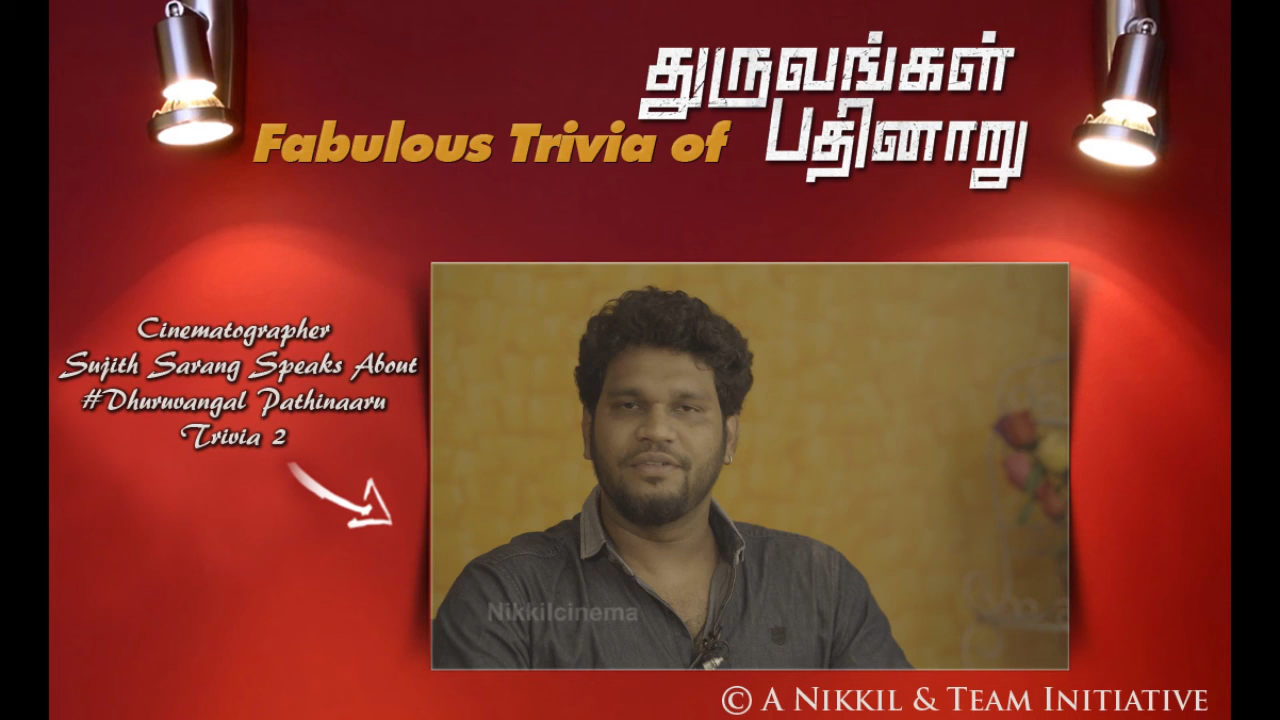 துருவங்கள்
Fabulous Trivia of பதினாறு
Cinematographer
Sujith Sarang Speaks About
#Dhuruvangal Pathinaaru
Trivia 2
Nikkilcinema
© A Nikkil & Team Initiative